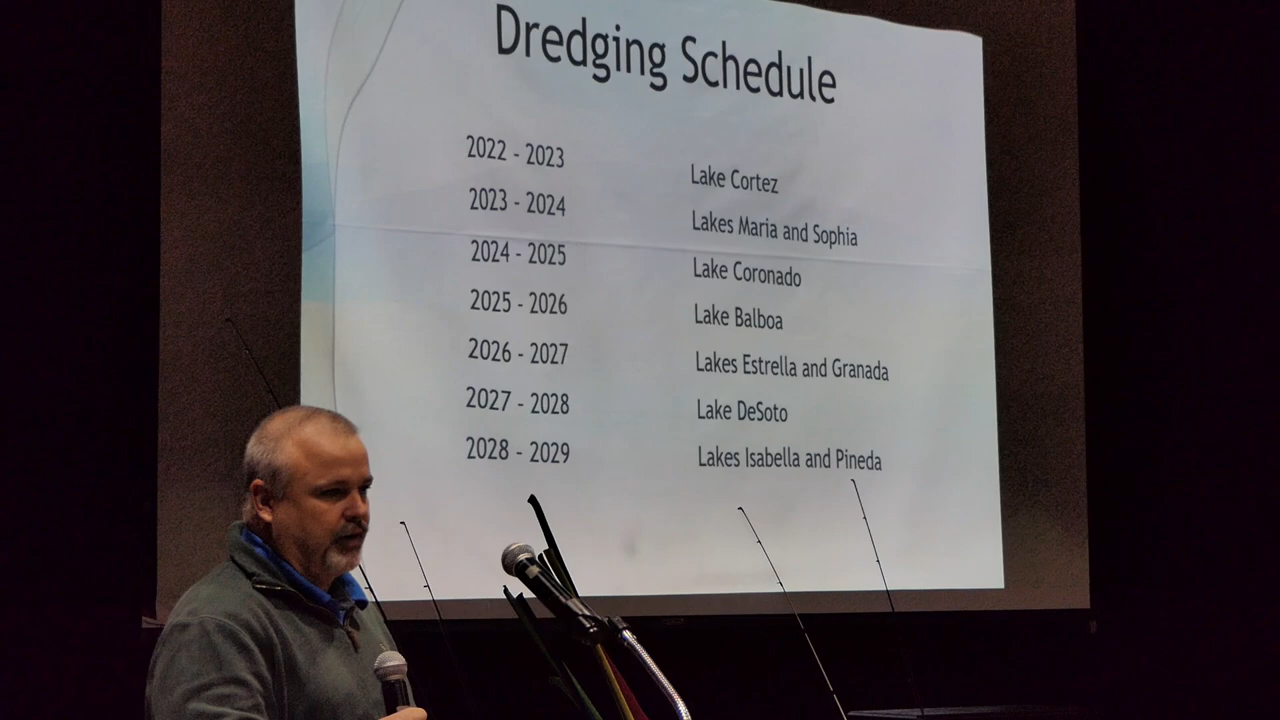 Dredging Schedule
2022 - 2023 Lake Cortez
2023 - 2024 Lakes Maria and Sophia
2024 - 2025 Lake Coronado
2025 - 2026 Lake Balboa
2026 - 2027 Lakes Estrella and Granada
2027 - 2028 Lake DeSoto
2028 - 2029 Lakes Isabella and Pineda